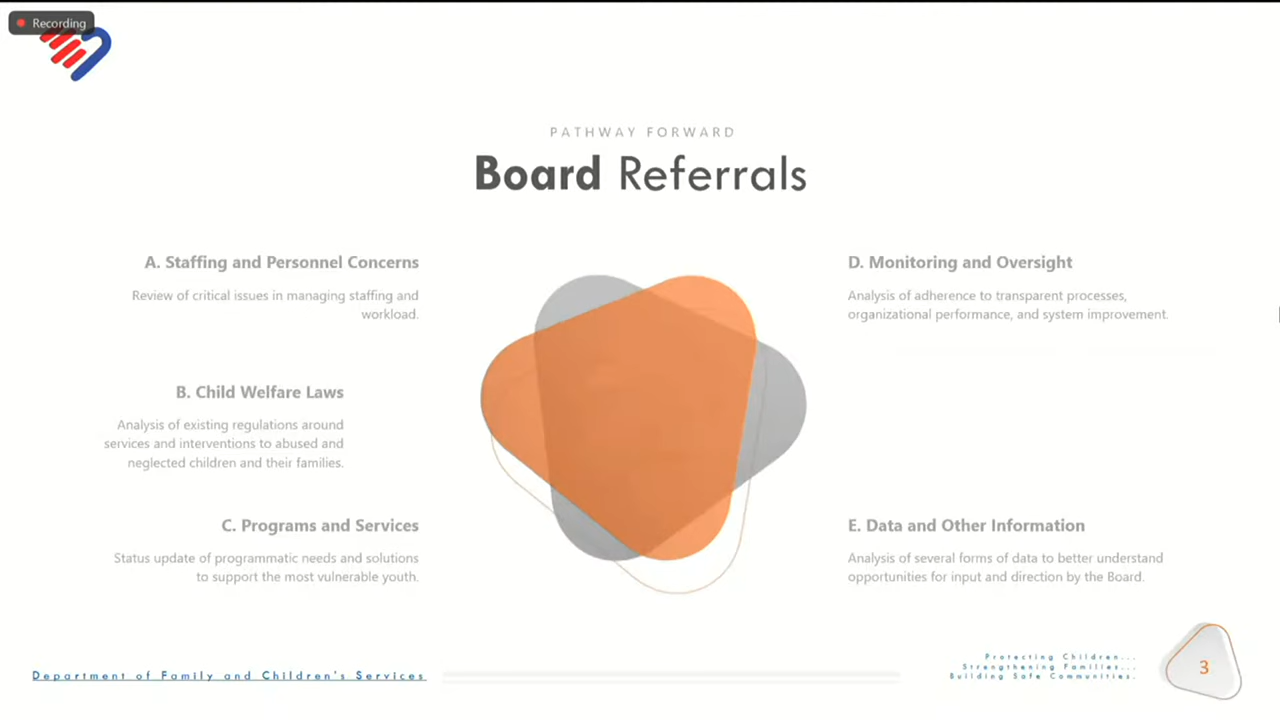 Recording
PATHWAY FORWARD
Board Referrals
A. Staffing and Personnel Concerns
Review of critical issues in managing staffing and
workload.
B. Child Welfare Laws
Analysis of existing regulations around
services and interventions to abused and
neglected children and their families.
C. Programs and Services
Status update of programmatic needs and solutions
to support the most vulnerable youth.
D. Monitoring and Oversight
Analysis of adherence to transparent processes,
organizational performance, and system improvement.
E. Data and Other Information
Analysis of several forms of data to better understand
opportunities for input and direction by the Board.
Department of Family and Children's Services
Protecting Children...
Strengthening Families...
Building Safe Communities.
3